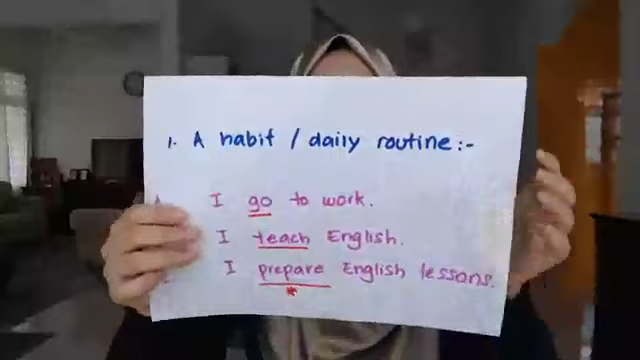 1. A habit / daily routine :-
I go to work.
I teach English.
I prepare English lessons.
*